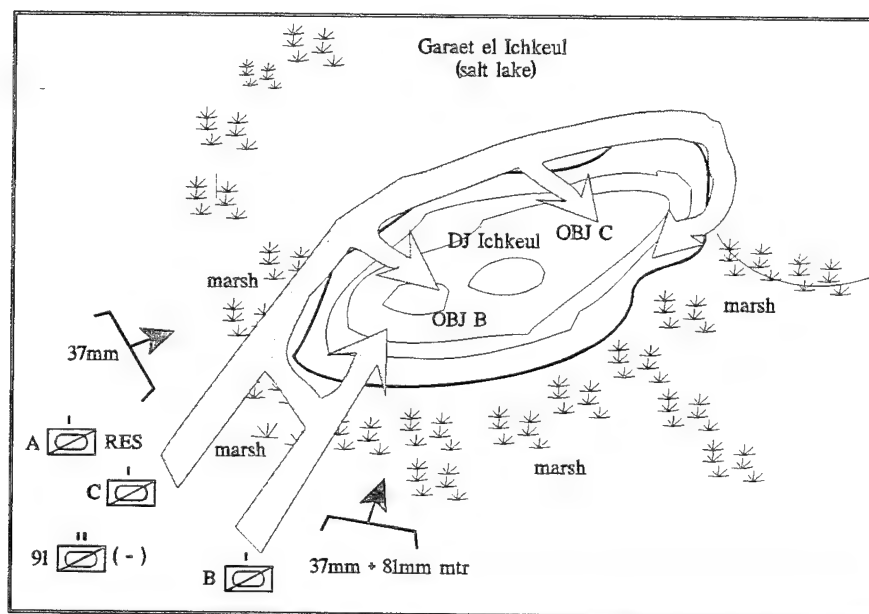 Garaet el Ichkeul
(salt lake)
DJ Ichkeul
OBJ C
marsh
OBJ B
marsh
37mm
A
I
RES
marsh
marsh
C
I
91
II
(-)
B
I
37mm + 81mm mtr